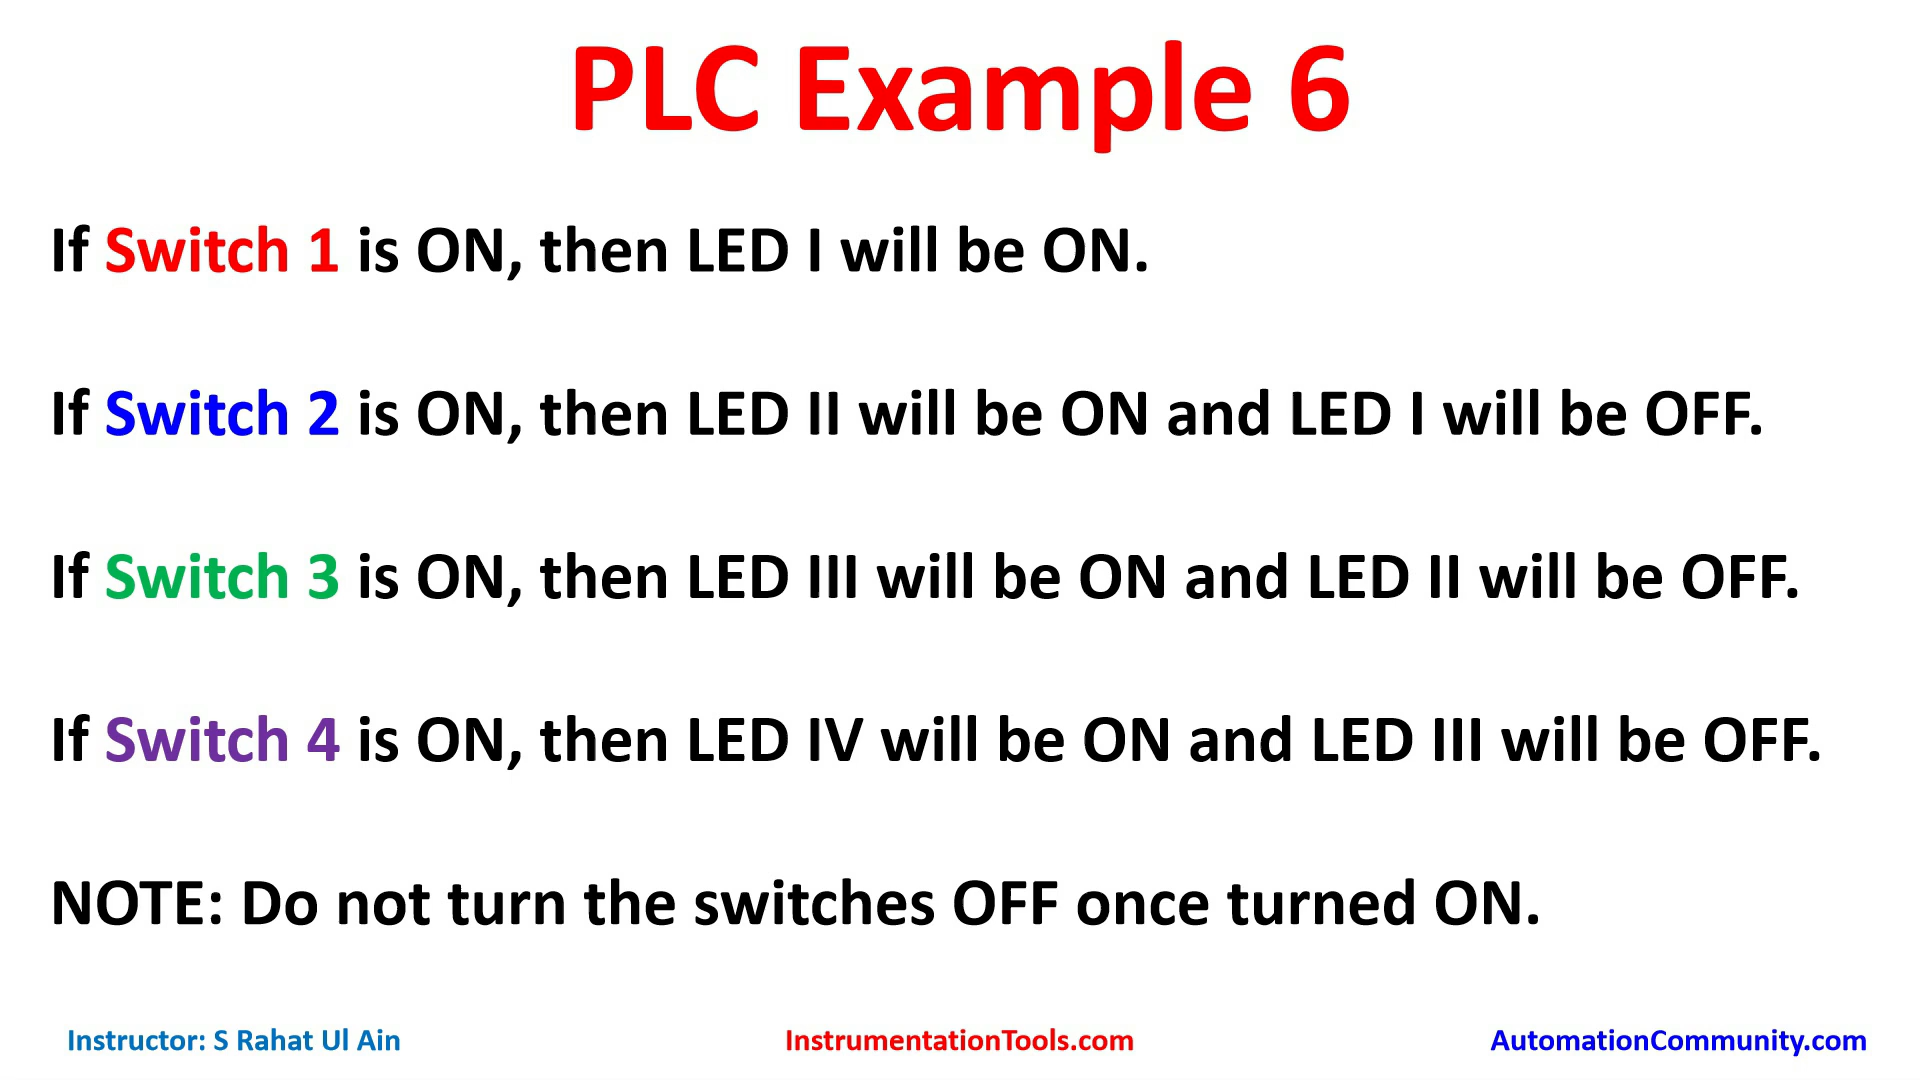 PLC Example 6
If Switch 1 is ON, then LED I will be ON.
If Switch 2 is ON, then LED II will be ON and LED I will be OFF.
If Switch 3 is ON, then LED III will be ON and LED II will be OFF.
If Switch 4 is ON, then LED IV will be ON and LED III will be OFF.
NOTE: Do not turn the switches OFF once turned ON.
Instructor: S Rahat Ul Ain
InstrumentationTools.com
AutomationCommunity.com